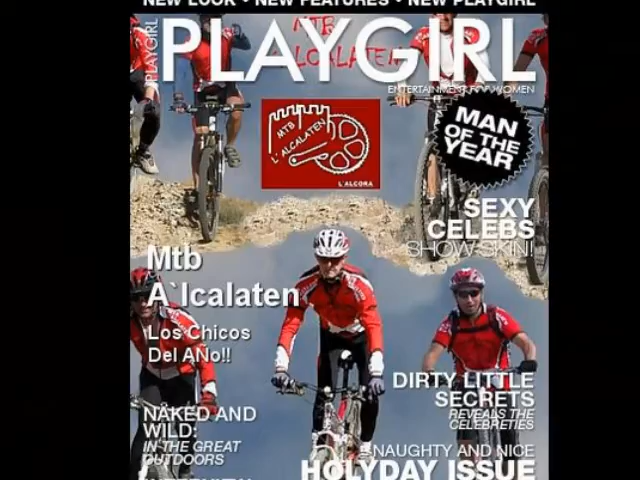 NEW LOOK • NEW FEATURES • NEW PLAYGIRL
PLAYGIRL
PLAYGIRL
MTB
L'ALCALATEN
ENTERTAINMENT FOR WOMEN
MAN
OF THE
YEAR
MTB
L'ALCALATEN
L'ALCORA
SEXY
CELEBS
SHOW SKIN!
Mtb
A`lcalaten
Los Chicos
Del AÑo!!
DIRTY LITTLE
SECRETS
REVEALS THE
CELEBRETIES
NAKED AND
WILD:
IN THE GREAT
OUTDOORS
NAUGHTY AND NICE
HOLYDAY ISSUE